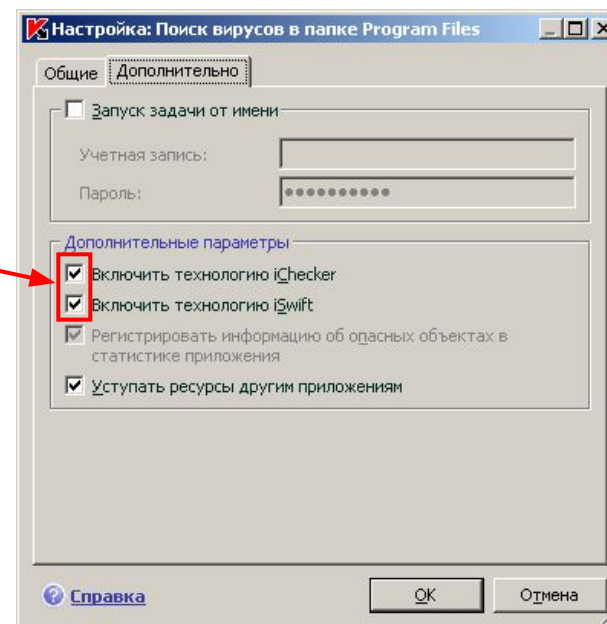 Настройка: Поиск вирусов в папке Program Files
Общие Дополнительно
Запуск задачи от имени
Учетная запись:
Пароль:
Дополнительные параметры
Включить технологию iChecker
Включить технологию iSwift
Регистрировать информацию об опасных объектах в
статистике приложения
Уступать ресурсы другим приложениям
Справка OK Отмена